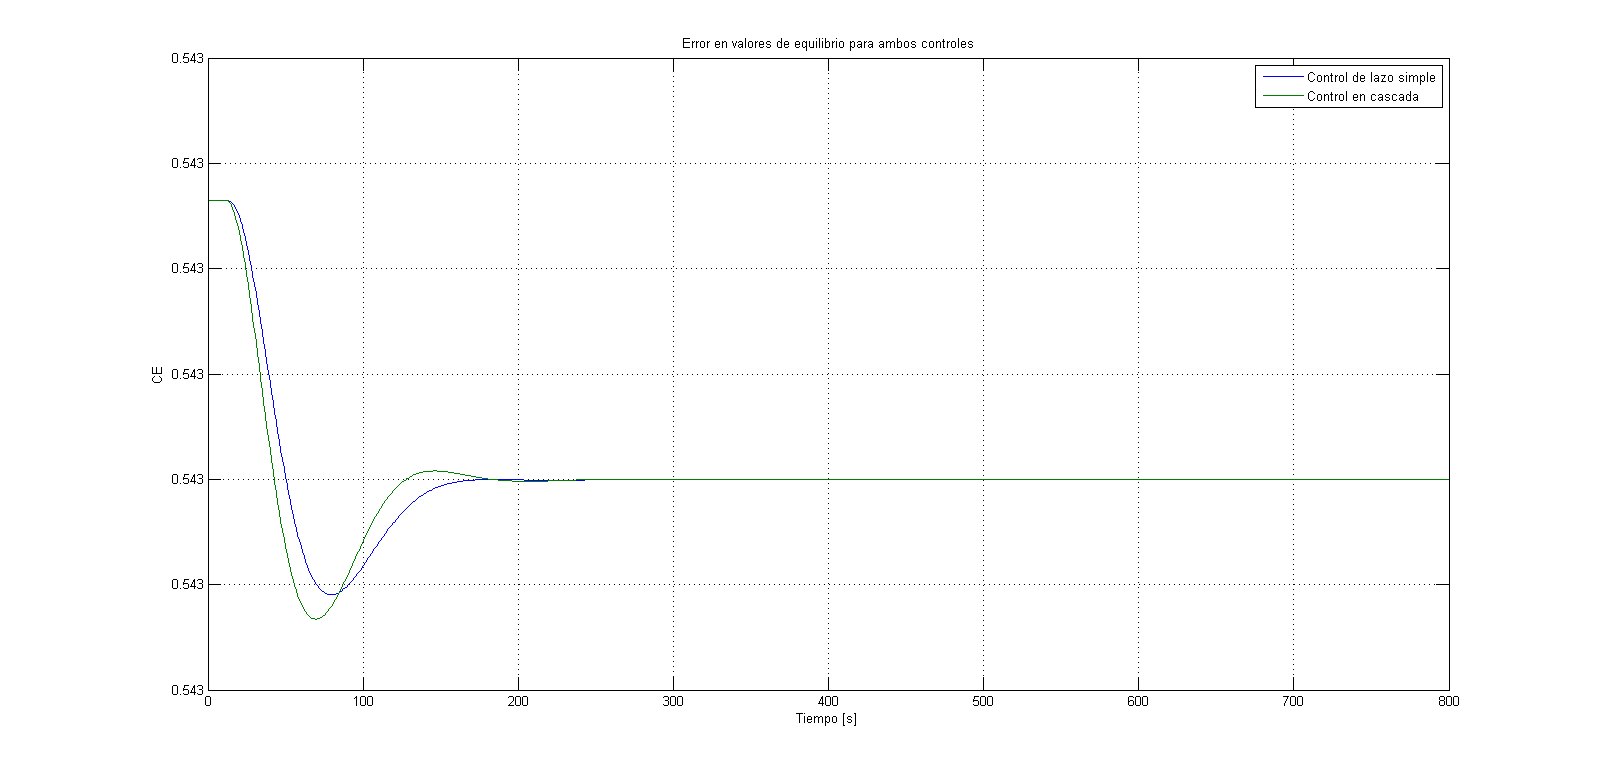 Error en valores de equilibrio para ambos controles
0.543
Control de lazo simple
Control en cascada
0.543
0.543
CE
0.543
0.543
0.543
0.543
0 100 200 300 400 500 600 700 800
Tiempo [s]